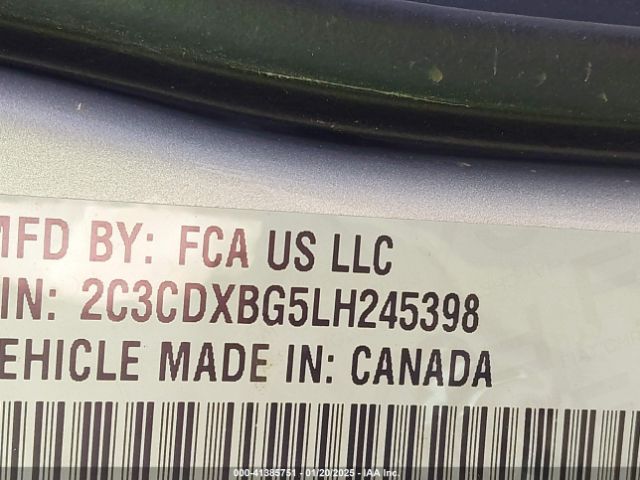 MFD BY: FCA US LLC
IN: 2C3CDXBG5LH245398
EHICLE MADE IN: CANADA
000-41385751 - 01/20/2025 - IAA Inc.